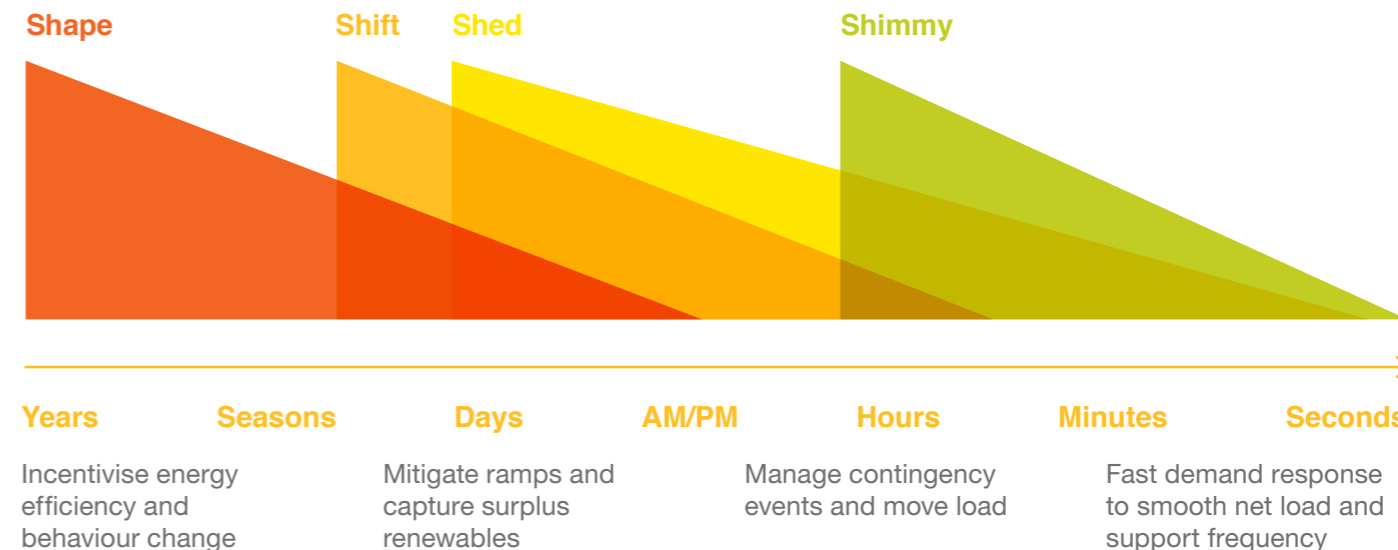 Shape Shift Shed Shimmy
Years Seasons Days AM/PM Hours Minutes Seconds
Incentivise energy
efficiency and
behaviour change
Mitigate ramps and
capture surplus
renewables
Manage contingency
events and move load
Fast demand response
to smooth net load and
support frequency